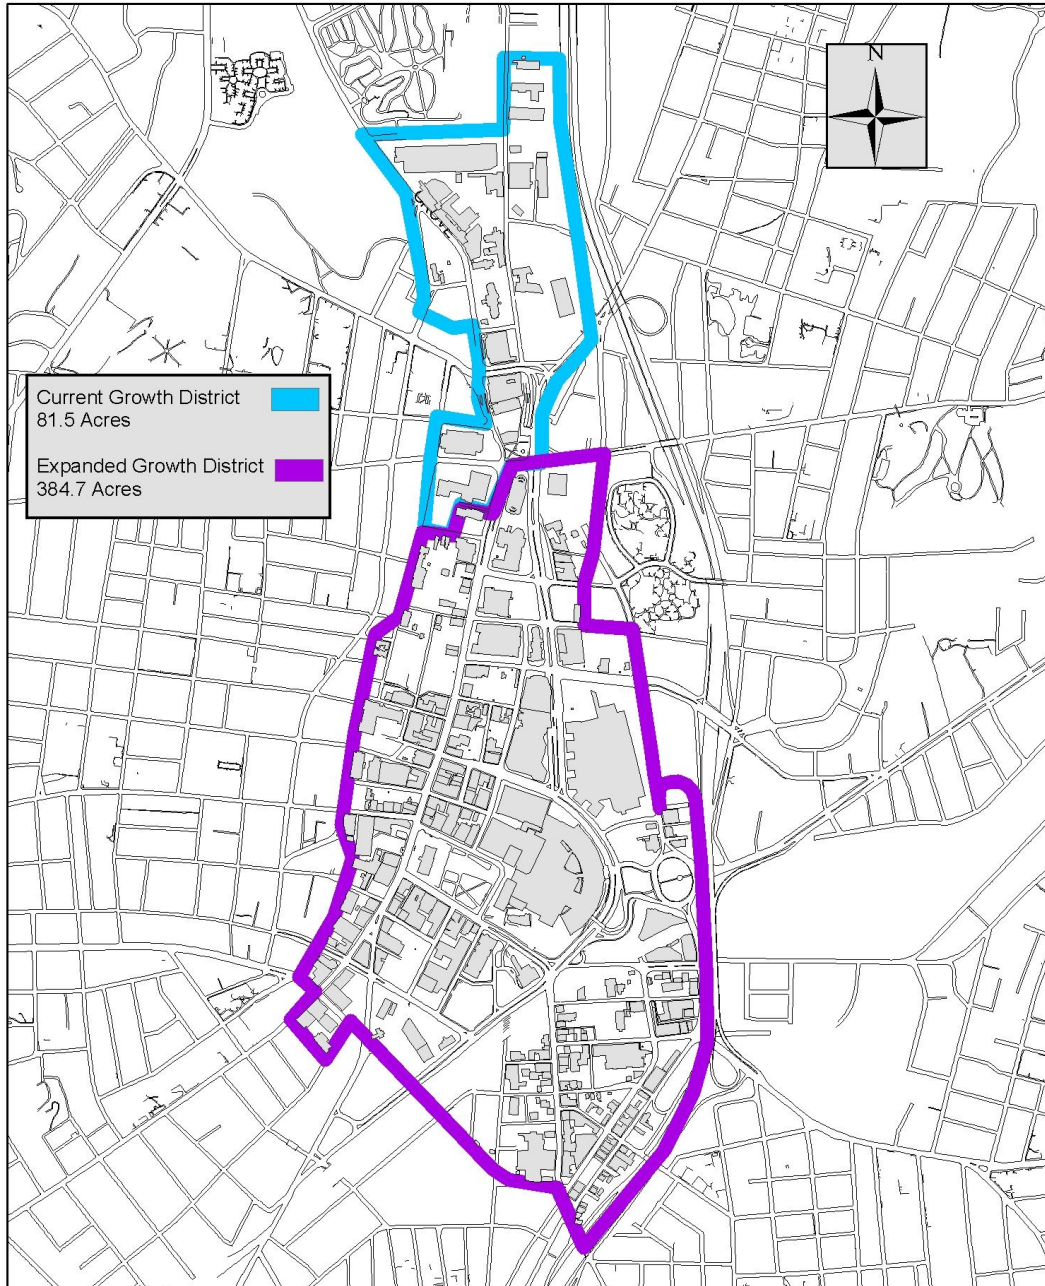 N
Current Growth District
81.5 Acres
Expanded Growth District
384.7 Acres